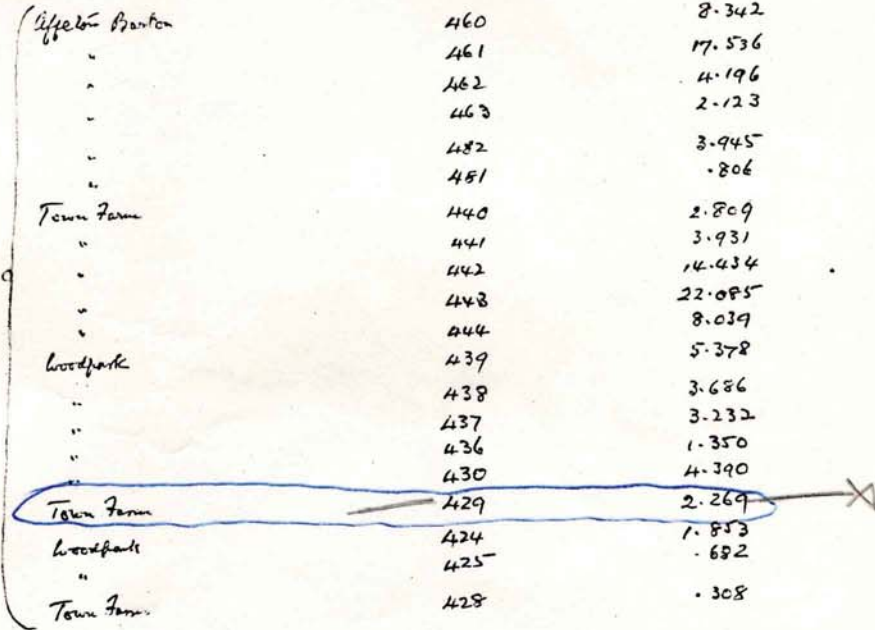 Affeton Barton 460 8.342
" 461 17.536
" 462 4.196
" 463 2.123
" 482 3.945
" 481 .806
Town Farm 440 2.809
" 441 3.931
" 442 14.434
" 443 22.085
" 444 8.039
Woodpark 439 5.378
" 438 3.686
" 437 3.232
" 436 1.350
" 430 4.390
Town Farm 429 2.269
Woodpark 424 1.853
" 425 .682
Town Farm. 428 .308